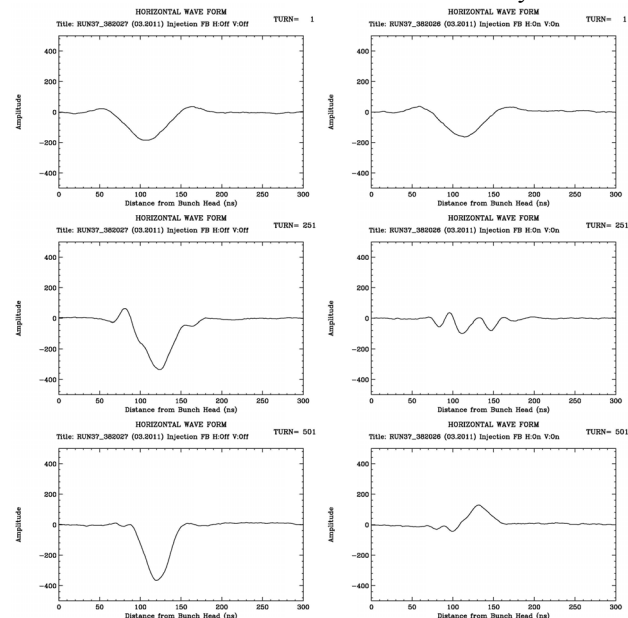 HORIZONTAL WAVE FORM
TURN= 1
Title: RUN37_382027 (03.2011) Injection FB H:Off V:Off
Amplitude
400
200
0
−200
−400
0 50 100 150 200 250 300
Distance from Bunch Head (ns)
HORIZONTAL WAVE FORM
TURN= 1
Title: RUN37_382026 (03.2011) Injection FB H:On V:On
Amplitude
400
200
0
−200
−400
0 50 100 150 200 250 300
Distance from Bunch Head (ns)
HORIZONTAL WAVE FORM
TURN= 251
Title: RUN37_382027 (03.2011) Injection FB H:Off V:Off
Amplitude
400
200
0
−200
−400
0 50 100 150 200 250 300
Distance from Bunch Head (ns)
HORIZONTAL WAVE FORM
TURN= 251
Title: RUN37_382026 (03.2011) Injection FB H:On V:On
Amplitude
400
200
0
−200
−400
0 50 100 150 200 250 300
Distance from Bunch Head (ns)
HORIZONTAL WAVE FORM
TURN= 501
Title: RUN37_382027 (03.2011) Injection FB H:Off V:Off
Amplitude
400
200
0
−200
−400
0 50 100 150 200 250 300
Distance from Bunch Head (ns)
HORIZONTAL WAVE FORM
TURN= 501
Title: RUN37_382026 (03.2011) Injection FB H:On V:On
Amplitude
400
200
0
−200
−400
0 50 100 150 200 250 300
Distance from Bunch Head (ns)